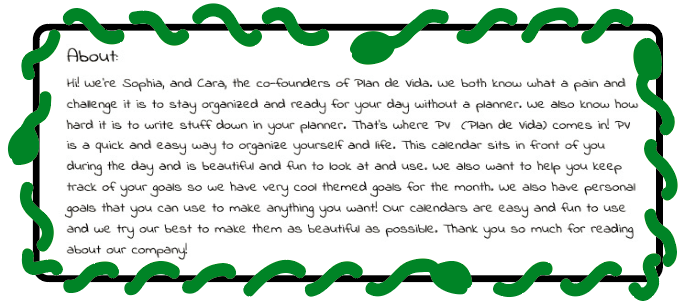 About:
Hi! We're Sophia, and Cara, the co-founders of Plan de Vida. We both know what a pain and
challenge it is to stay organized and ready for your day without a planner. We also know how
hard it is to write stuff down in your planner. That's where PV (Plan de Vida) comes in! PV
is a quick and easy way to organize yourself and life. This calendar sits in front of you
during the day and is beautiful and fun to look at and use. We also want to help you keep
track of your goals so we have very cool themed goals for the month. We also have personal
goals that you can use to make anything you want! Our calendars are easy and fun to use
and we try our best to make them as beautiful as possible. Thank you so much for reading
about our company!